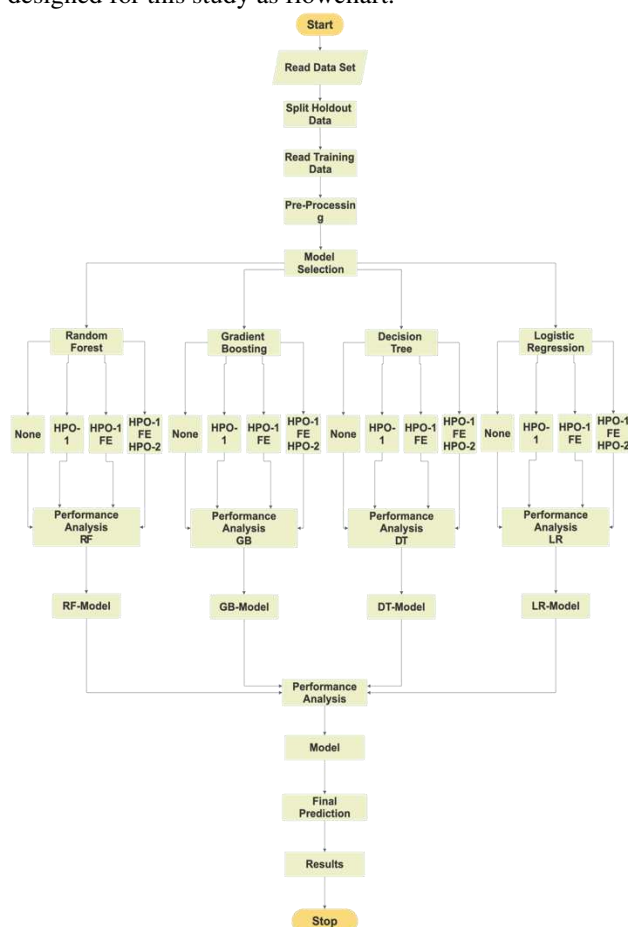 designed for this study as flowchart.
Start
Read Data Set
Split Holdout
Data
Read Training
Data
Pre-Processin
g
Model
Selection
Random
Forest
Gradient
Boosting
Decision
Tree
Logistic
Regression
None
HPO-
1
HPO-1
FE
HPO-1
FE
HPO-2
None
HPO-
1
HPO-1
FE
HPO-1
FE
HPO-2
None
HPO-
1
HPO-1
FE
HPO-1
FE
HPO-2
None
HPO-
1
HPO-1
FE
HPO-1
FE
HPO-2
Performance
Analysis
RF
Performance
Analysis
GB
Performance
Analysis
DT
Performance
Analysis
LR
RF-Model
GB-Model
DT-Model
LR-Model
Performance
Analysis
Model
Final
Prediction
Results
Stop